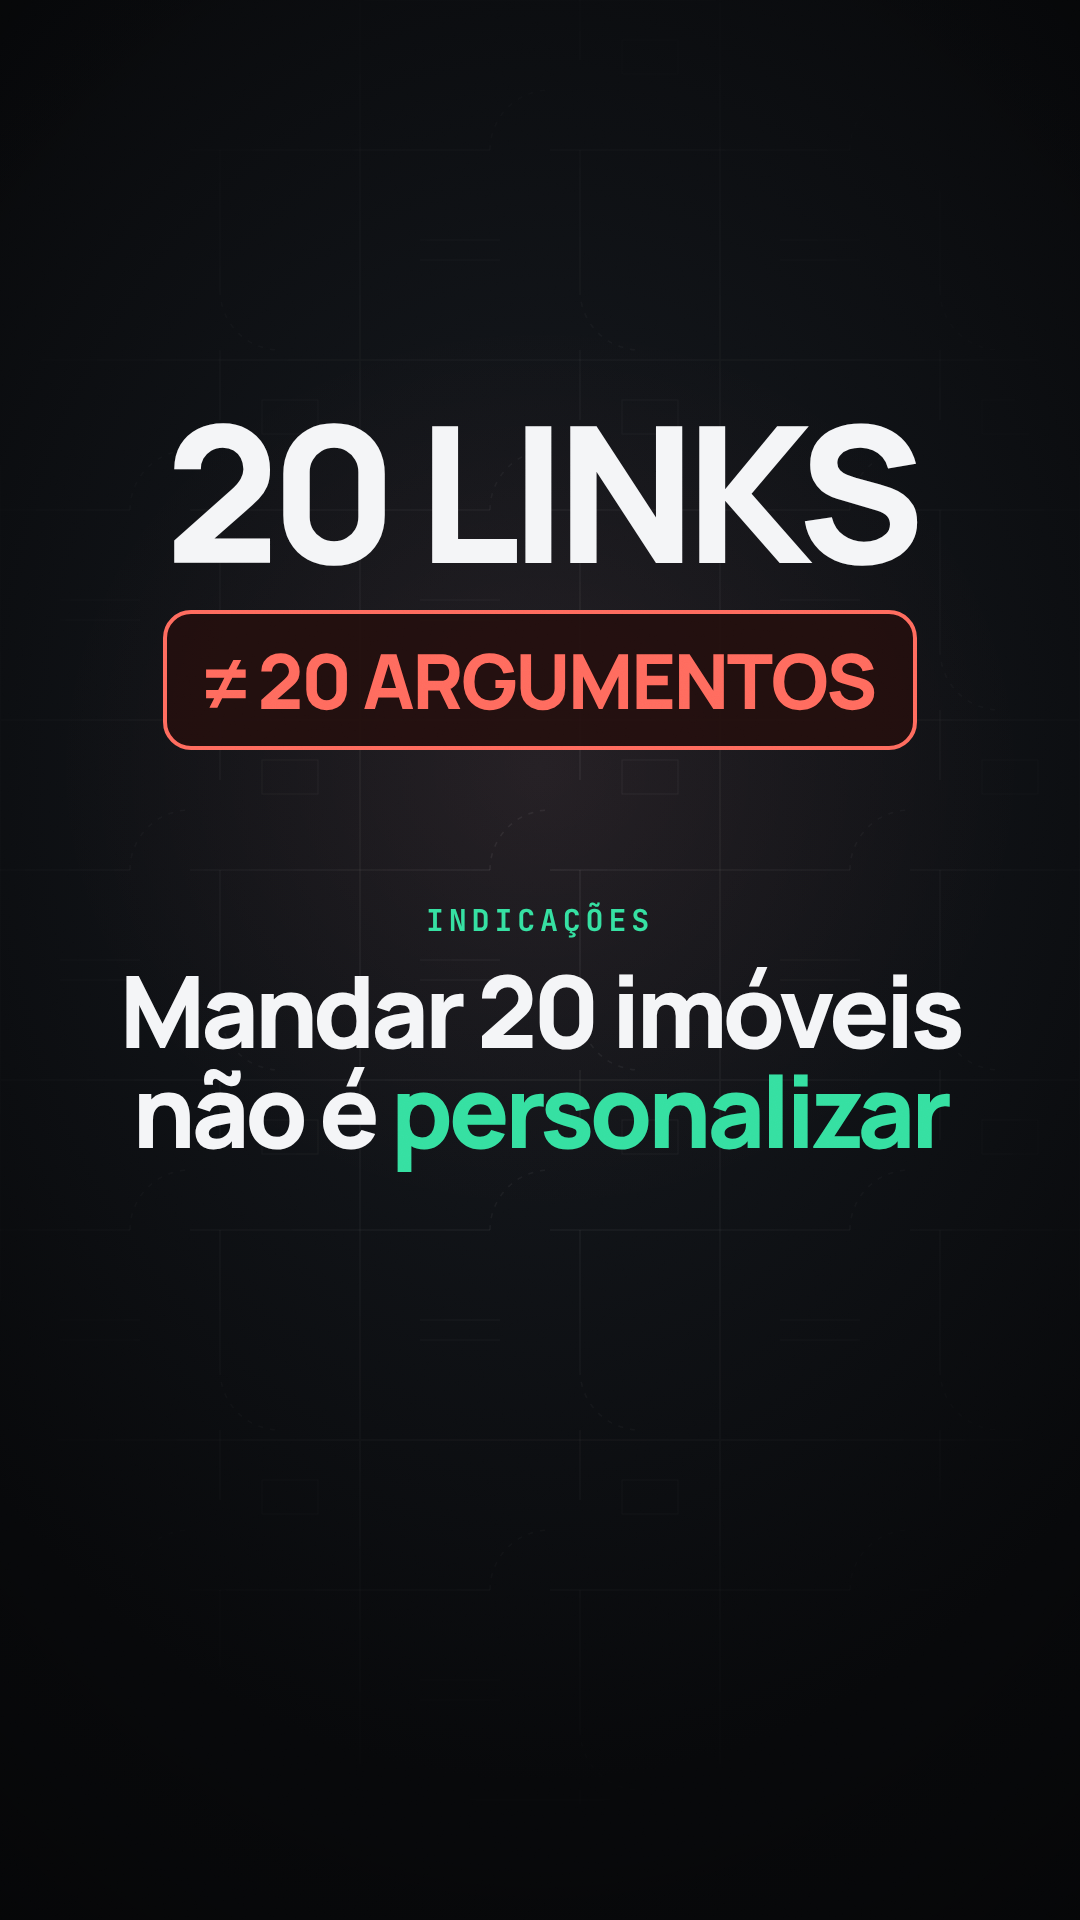 20 LINKS
≠ 20 ARGUMENTOS
INDICAÇÕES
Mandar 20 imóveis
não é personalizar